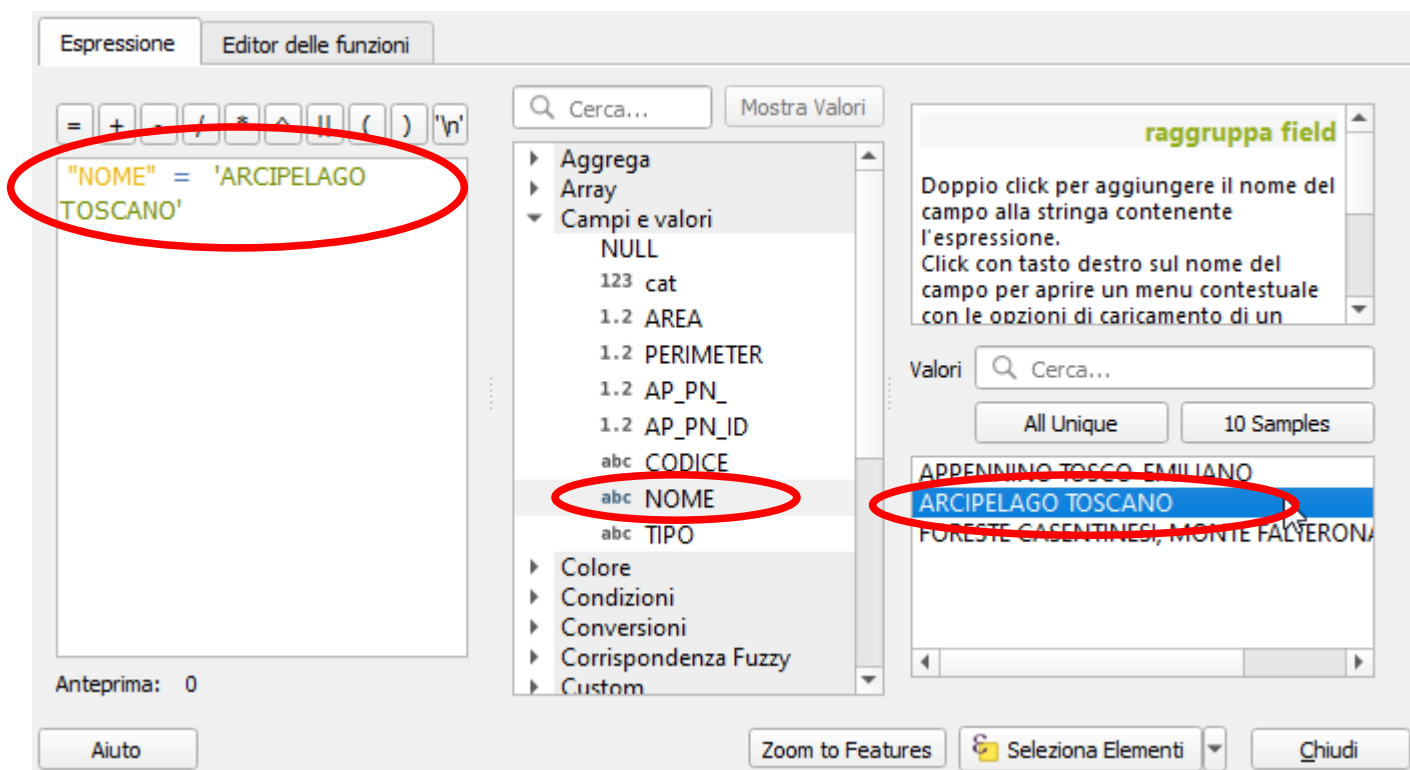 Espressione
Editor delle funzioni
= + - / * ^ || ( ) '\n'
"NOME" = 'ARCIPELAGO
TOSCANO'
Anteprima: 0
Cerca...
Mostra Valori
Aggrega
Array
Campi e valori
NULL
123 cat
1.2 AREA
1.2 PERIMETER
1.2 AP_PN_
1.2 AP_PN_ID
abc CODICE
abc NOME
abc TIPO
Colore
Condizioni
Conversioni
Corrispondenza Fuzzy
Custom
raggruppa field
Doppio click per aggiungere il nome del
campo alla stringa contenente
l'espressione.
Click con tasto destro sul nome del
campo per aprire un menu contestuale
con le opzioni di caricamento di un
Valori
Cerca...
All Unique
10 Samples
APPENNINO TOSCO-EMILIANO
ARCIPELAGO TOSCANO
FORESTE CASENTINESI, MONTE FALTERONA
Aiuto
Zoom to Features
Seleziona Elementi
Chiudi